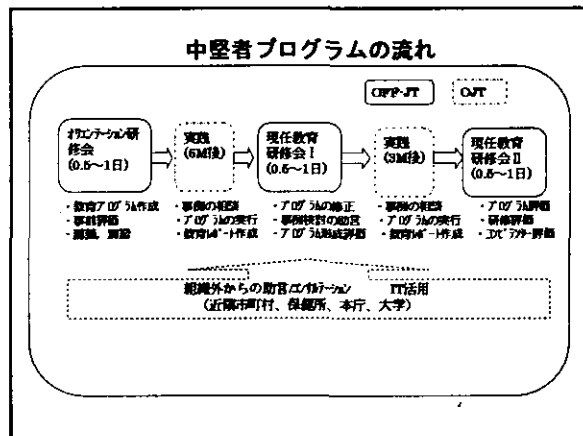 中堅者プログラムの流れ
OFF-JT
OJT
オリエンテーション研
修会
(0.5～1日)
実践
(6M後)
現任教育
研修会Ⅰ
(0.5～1日)
実践
(3M後)
現任教育
研修会Ⅱ
(0.5～1日)
・教育プログラム作成
・事前評価
・事例の相談
・プログラムの実行
・教育レポート作成
・プログラムの修正
・事例検討の助言
・プログラム形成評価
・事例の相談
・プログラムの実行
・教育レポート作成
・プログラム評価
・研修評価
・コンピテンシー評価
組織外からの助言/コンサルテーション IT活用
(近隣市町村、保健所、本庁、大学)